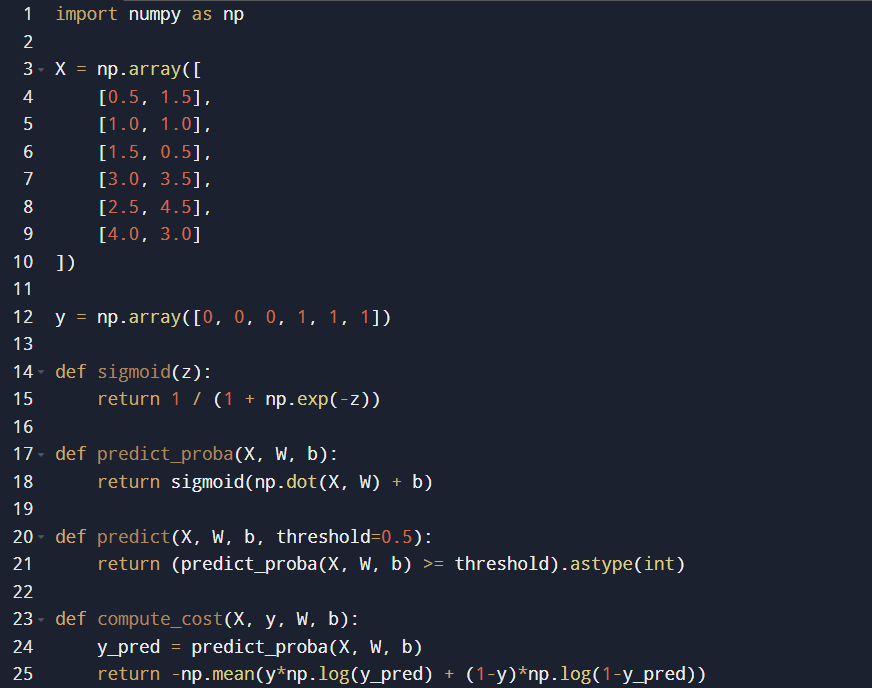 1 import numpy as np
2
3 X = np.array([
4     [0.5, 1.5],
5     [1.0, 1.0],
6     [1.5, 0.5],
7     [3.0, 3.5],
8     [2.5, 4.5],
9     [4.0, 3.0]
10 ])
11
12 y = np.array([0, 0, 0, 1, 1, 1])
13
14 def sigmoid(z):
15     return 1 / (1 + np.exp(-z))
16
17 def predict_proba(X, W, b):
18     return sigmoid(np.dot(X, W) + b)
19
20 def predict(X, W, b, threshold=0.5):
21     return (predict_proba(X, W, b) >= threshold).astype(int)
22
23 def compute_cost(X, y, W, b):
24     y_pred = predict_proba(X, W, b)
25     return -np.mean(y*np.log(y_pred) + (1-y)*np.log(1-y_pred))